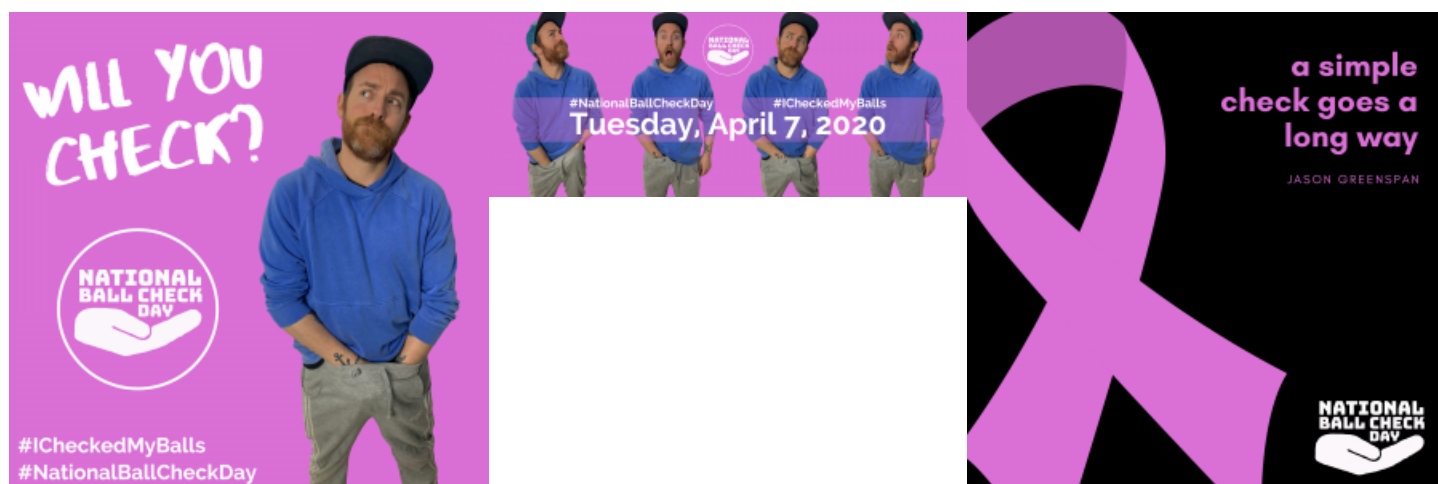 WILL YOU
CHECK?
NATIONAL
BALL CHECK
DAY
#ICheckedMyBalls
#NationalBallCheckDay
NATIONAL
BALL CHECK
DAY
#NationalBallCheckDay #ICheckedMyBalls
Tuesday, April 7, 2020
a simple
check goes a
long way
JASON GREENSPAN
NATIONAL
BALL CHECK
DAY